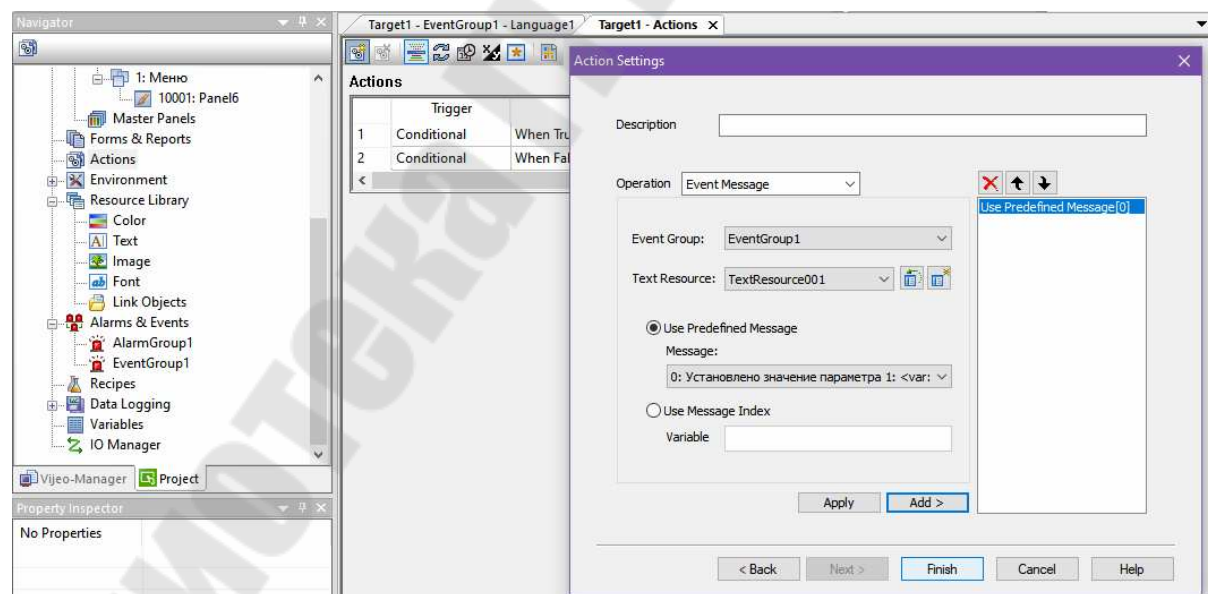 Navigator
1: Меню
10001: Panel6
Master Panels
Forms & Reports
Actions
Environment
Resource Library
Color
Text
Image
Font
Link Objects
Alarms & Events
AlarmGroup1
EventGroup1
Recipes
Data Logging
Variables
IO Manager
Vijeo-Manager
Project
Property Inspector
No Properties
Target1 - EventGroup1 - Language1
Target1 - Actions
Actions
Trigger
1 Conditional When Tru
2 Conditional When Fal
Action Settings
Description
Operation Event Message
Event Group: EventGroup1
Text Resource: TextResource001
Use Predefined Message
Message:
0: Установлено значение параметра 1: <var:
Use Message Index
Variable
Apply
Add >
Use Predefined Message[0]
< Back
Next >
Finish
Cancel
Help